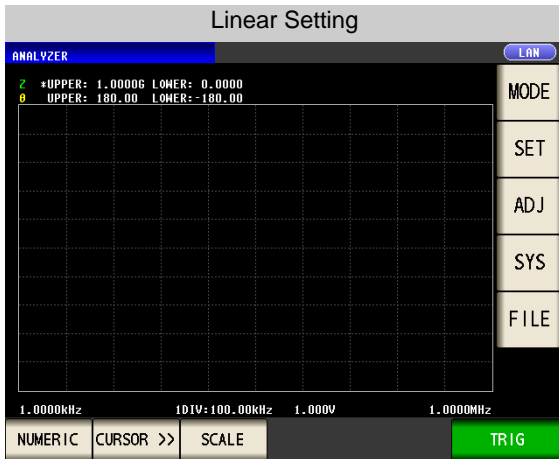 Linear Setting
ANALYZER LAN
Z *UPPER: 1.0000G LOWER: 0.0000
θ UPPER: 180.00 LOWER:-180.00
MODE
SET
ADJ
SYS
FILE
1.0000kHz 1DIV:100.00kHz 1.000V 1.0000MHz
NUMERIC CURSOR >> SCALE TRIG